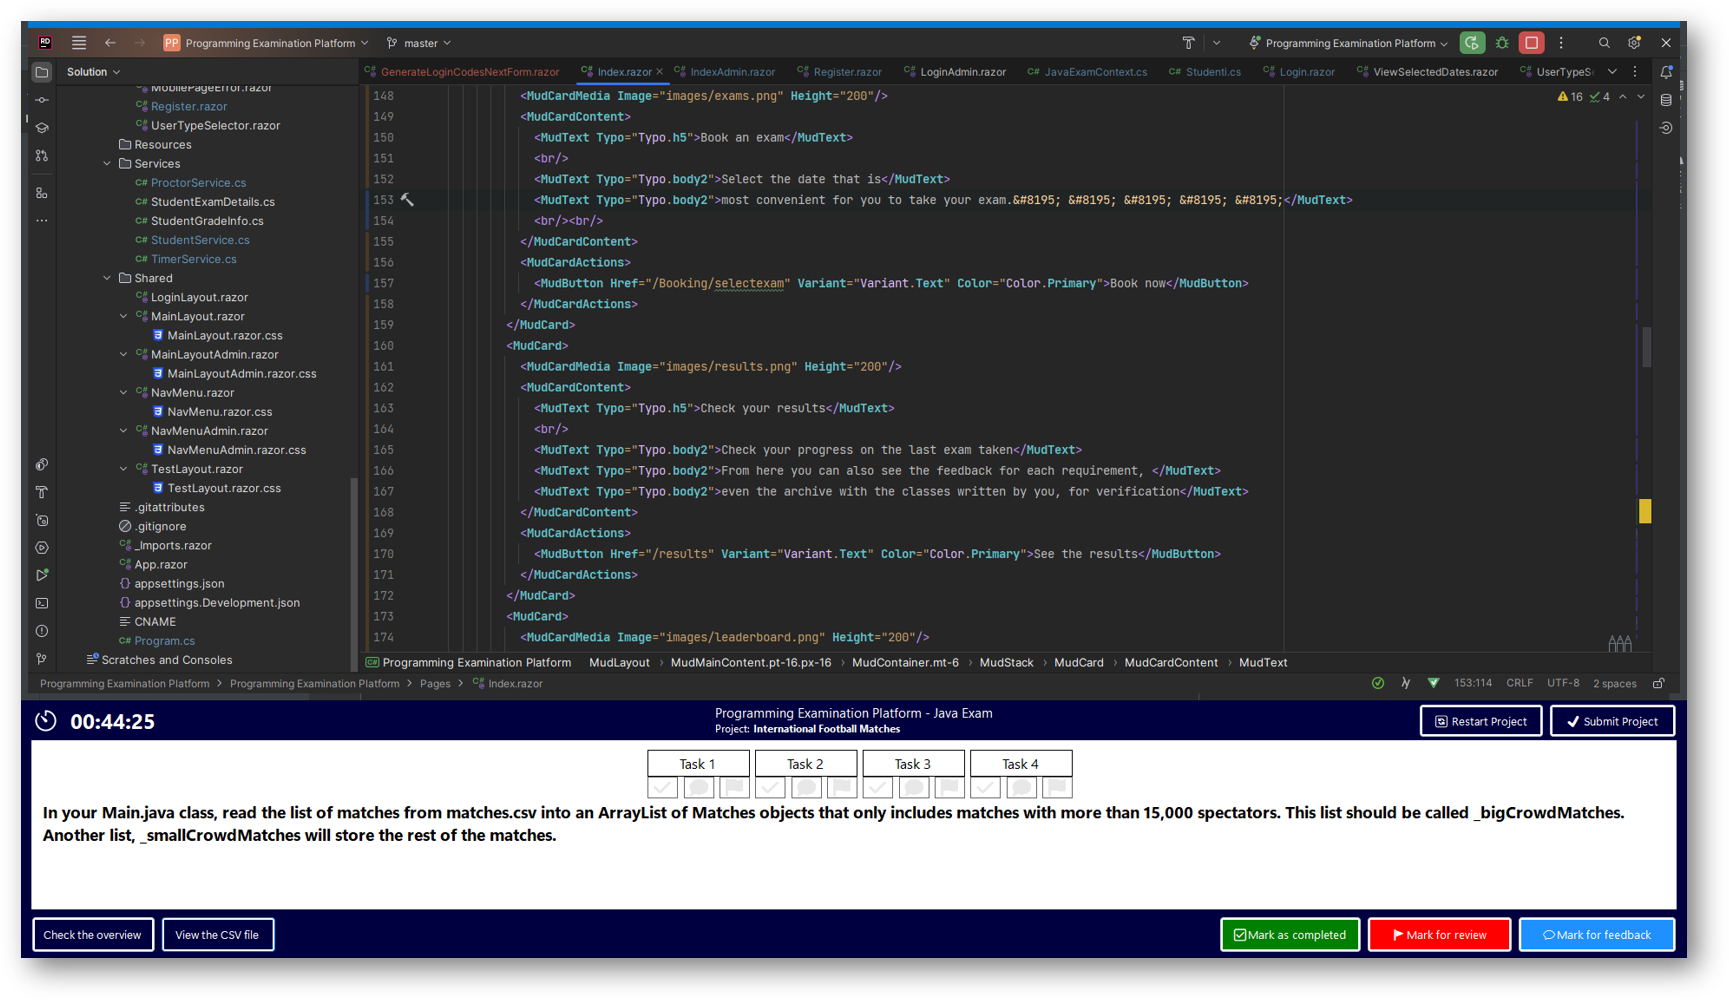 RD
PP Programming Examination Platform
master
Programming Examination Platform
Solution
GenerateLoginCodesNextForm.razor
Index.razor
IndexAdmin.razor
Register.razor
LoginAdmin.razor
JavaExamContext.cs
Studenti.cs
Login.razor
ViewSelectedDates.razor
UserTypeS
MobilePageError.razor
Register.razor
UserTypeSelector.razor
Resources
Services
C# ProctorService.cs
C# StudentExamDetails.cs
C# StudentGradeInfo.cs
C# StudentService.cs
C# TimerService.cs
Shared
LoginLayout.razor
MainLayout.razor
MainLayout.razor.css
MainLayoutAdmin.razor
MainLayoutAdmin.razor.css
NavMenu.razor
NavMenu.razor.css
NavMenuAdmin.razor
NavMenuAdmin.razor.css
TestLayout.razor
TestLayout.razor.css
.gitattributes
.gitignore
_Imports.razor
App.razor
{} appsettings.json
{} appsettings.Development.json
CNAME
C# Program.cs
Scratches and Consoles
16 4
148 <MudCardMedia Image="images/exams.png" Height="200"/>
149 <MudCardContent>
150 <MudText Typo="Typo.h5">Book an exam</MudText>
151 <br/>
152 <MudText Typo="Typo.body2">Select the date that is</MudText>
153 <MudText Typo="Typo.body2">most convenient for you to take your exam.&#8195; &#8195; &#8195; &#8195; &#8195;</MudText>
154 <br/><br/>
155 </MudCardContent>
156 <MudCardActions>
157 <MudButton Href="/Booking/selectexam" Variant="Variant.Text" Color="Color.Primary">Book now</MudButton>
158 </MudCardActions>
159 </MudCard>
160 <MudCard>
161 <MudCardMedia Image="images/results.png" Height="200"/>
162 <MudCardContent>
163 <MudText Typo="Typo.h5">Check your results</MudText>
164 <br/>
165 <MudText Typo="Typo.body2">Check your progress on the last exam taken</MudText>
166 <MudText Typo="Typo.body2">From here you can also see the feedback for each requirement, </MudText>
167 <MudText Typo="Typo.body2">even the archive with the classes written by you, for verification</MudText>
168 </MudCardContent>
169 <MudCardActions>
170 <MudButton Href="/results" Variant="Variant.Text" Color="Color.Primary">See the results</MudButton>
171 </MudCardActions>
172 </MudCard>
173 <MudCard>
174 <MudCardMedia Image="images/leaderboard.png" Height="200"/>
Programming Examination Platform MudLayout › MudMainContent.pt-16.px-16 › MudContainer.mt-6 › MudStack › MudCard › MudCardContent › MudText
Programming Examination Platform › Programming Examination Platform › Pages › Index.razor
153:114 CRLF UTF-8 2 spaces
00:44:25
Programming Examination Platform - Java Exam
Project: International Football Matches
Restart Project
Submit Project
Task 1 Task 2 Task 3 Task 4
In your Main.java class, read the list of matches from matches.csv into an ArrayList of Matches objects that only includes matches with more than 15,000 spectators. This list should be called _bigCrowdMatches.
Another list, _smallCrowdMatches will store the rest of the matches.
Check the overview
View the CSV file
Mark as completed
Mark for review
Mark for feedback